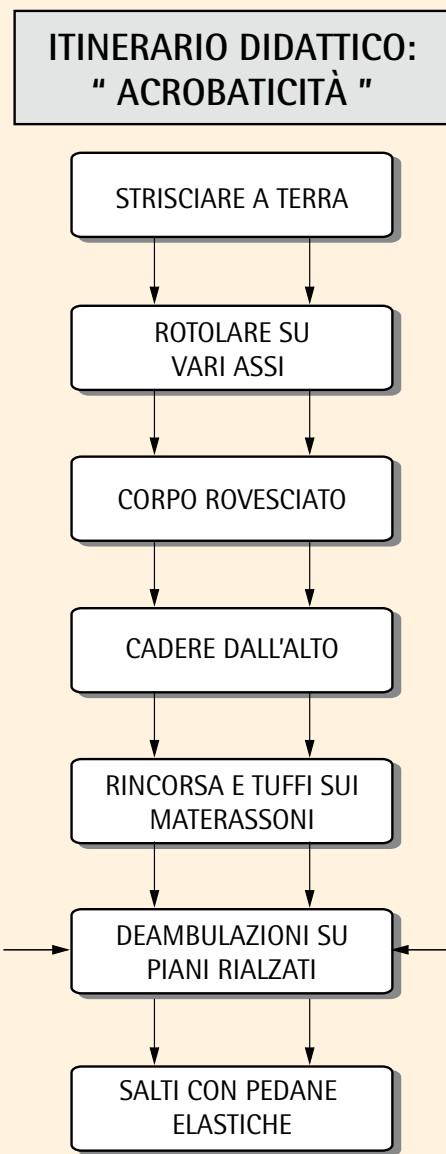 ITINERARIO DIDATTICO:
“ ACROBATICITÀ ”
STRISCIARE A TERRA
ROTOLARE SU
VARI ASSI
CORPO ROVESCIATO
CADERE DALL'ALTO
RINCORSA E TUFFI SUI
MATERASSONI
DEAMBULAZIONI SU
PIANI RIALZATI
SALTI CON PEDANE
ELASTICHE